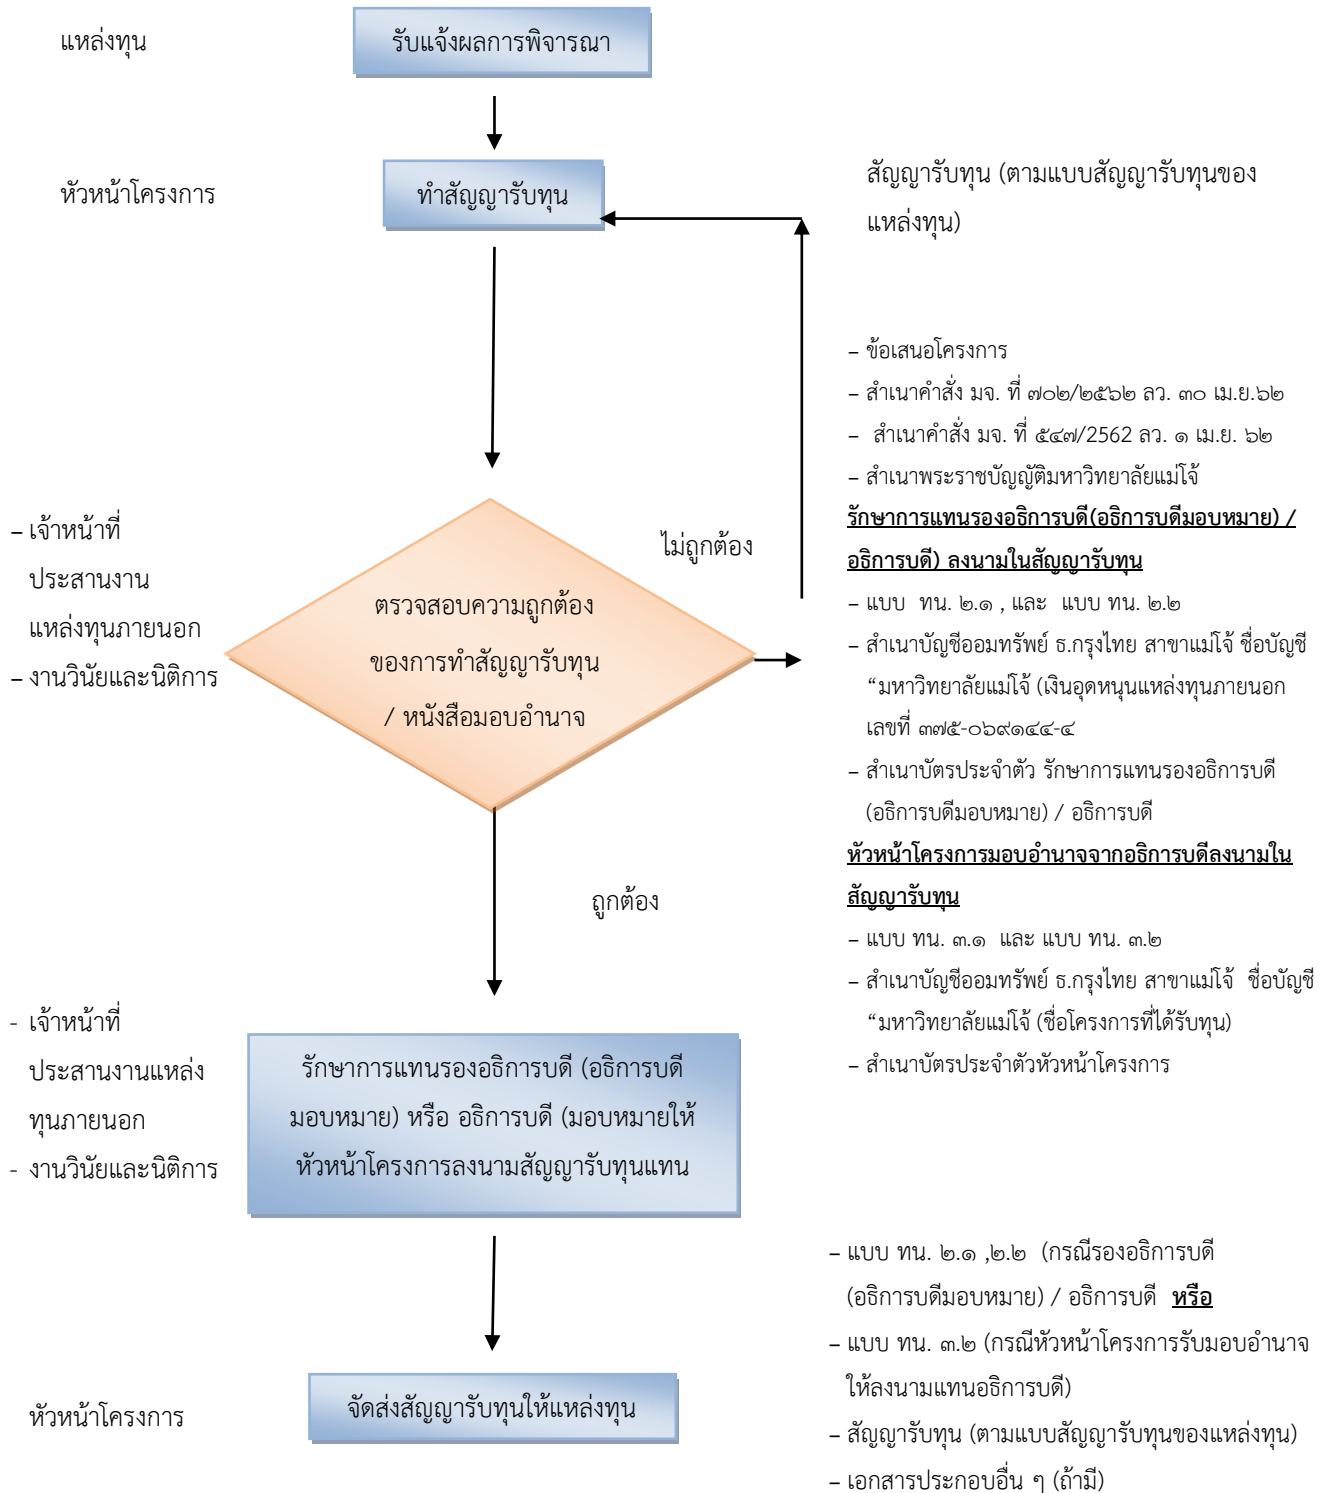 แหล่งทุน
รับแจ้งผลการพิจารณา
หัวหน้าโครงการ
ทำสัญญารับทุน
สัญญารับทุน (ตามแบบสัญญารับทุนของ
แหล่งทุน)
– ข้อเสนอโครงการ
– สำเนาคำสั่ง มจ. ที่ ๗๐๒/๒๕๖๒ ลว. ๓๐ เม.ย.๖๒
– สำเนาคำสั่ง มจ. ที่ ๕๔๗/2562 ลว. ๑ เม.ย. ๖๒
– สำเนาพระราชบัญญัติมหาวิทยาลัยแม่โจ้
รักษาการแทนรองอธิการบดี(อธิการบดีมอบหมาย) /
อธิการบดี) ลงนามในสัญญารับทุน
– แบบ ทน. ๒.๑ , และ แบบ ทน. ๒.๒
– สำเนาบัญชีออมทรัพย์ ธ.กรุงไทย สาขาแม่โจ้ ชื่อบัญชี
“มหาวิทยาลัยแม่โจ้ (เงินอุดหนุนแหล่งทุนภายนอก
เลขที่ ๓๗๕-๐๖๙๑๔๔-๔
– สำเนาบัตรประจำตัว รักษาการแทนรองอธิการบดี
(อธิการบดีมอบหมาย) / อธิการบดี
หัวหน้าโครงการมอบอำนาจจากอธิการบดีลงนามใน
สัญญารับทุน
– แบบ ทน. ๓.๑ และ แบบ ทน. ๓.๒
– สำเนาบัญชีออมทรัพย์ ธ.กรุงไทย สาขาแม่โจ้ ชื่อบัญชี
“มหาวิทยาลัยแม่โจ้ (ชื่อโครงการที่ได้รับทุน)
– สำเนาบัตรประจำตัวหัวหน้าโครงการ
– เจ้าหน้าที่
ประสานงาน
แหล่งทุนภายนอก
– งานวินัยและนิติการ
ไม่ถูกต้อง
ตรวจสอบความถูกต้อง
ของการทำสัญญารับทุน
/ หนังสือมอบอำนาจ
ถูกต้อง
- เจ้าหน้าที่
ประสานงานแหล่ง
ทุนภายนอก
- งานวินัยและนิติการ
รักษาการแทนรองอธิการบดี (อธิการบดี
มอบหมาย) หรือ อธิการบดี (มอบหมายให้
หัวหน้าโครงการลงนามสัญญารับทุนแทน
– แบบ ทน. ๒.๑ ,๒.๒ (กรณีรองอธิการบดี
(อธิการบดีมอบหมาย) / อธิการบดี หรือ
– แบบ ทน. ๓.๒ (กรณีหัวหน้าโครงการรับมอบอำนาจ
ให้ลงนามแทนอธิการบดี)
– สัญญารับทุน (ตามแบบสัญญารับทุนของแหล่งทุน)
– เอกสารประกอบอื่น ๆ (ถ้ามี)
หัวหน้าโครงการ
จัดส่งสัญญารับทุนให้แหล่งทุน